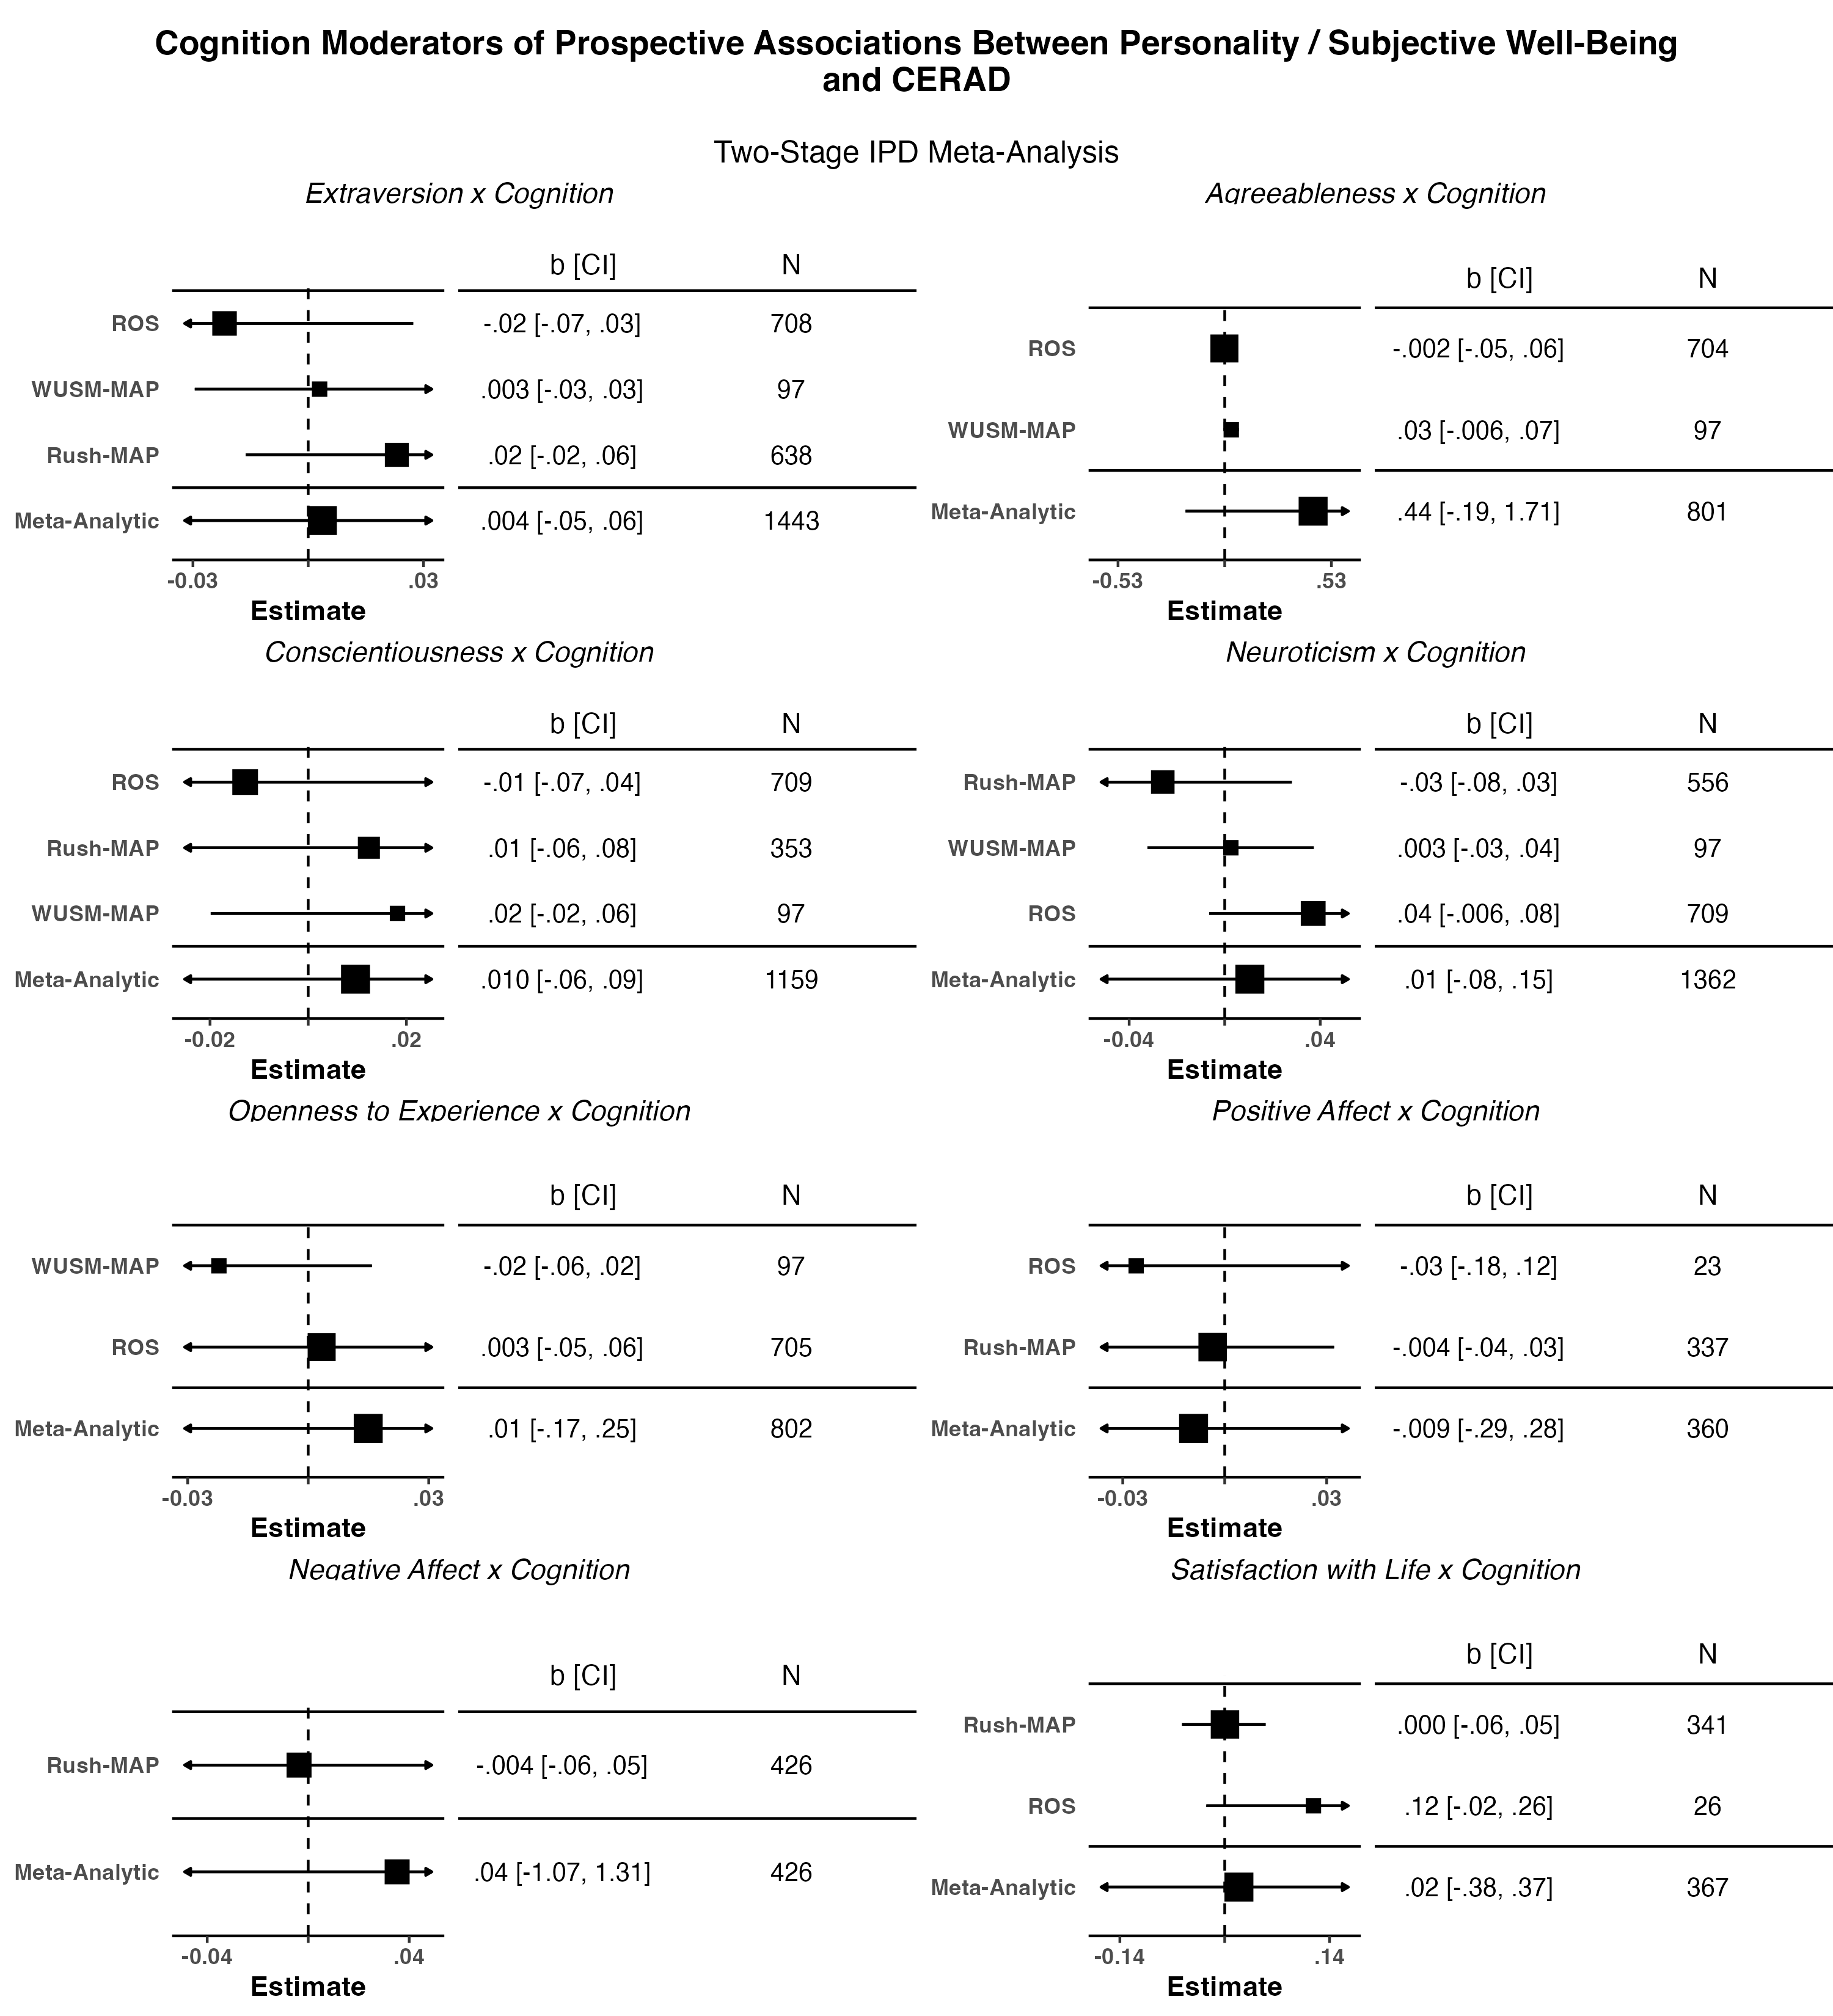 Cognition Moderators of Prospective Associations Between Personality / Subjective Well-Being
and CERAD
Two-Stage IPD Meta-Analysis
Extraversion x Cognition
b [CI] N
ROS -.02 [-.07, .03] 708
WUSM-MAP .003 [-.03, .03] 97
Rush-MAP .02 [-.02, .06] 638
Meta-Analytic .004 [-.05, .06] 1443
-0.03 .03
Estimate
Agreeableness x Cognition
b [CI] N
ROS -.002 [-.05, .06] 704
WUSM-MAP .03 [-.006, .07] 97
Meta-Analytic .44 [-.19, 1.71] 801
-0.53 .53
Estimate
Conscientiousness x Cognition
b [CI] N
ROS -.01 [-.07, .04] 709
Rush-MAP .01 [-.06, .08] 353
WUSM-MAP .02 [-.02, .06] 97
Meta-Analytic .010 [-.06, .09] 1159
-0.02 .02
Estimate
Neuroticism x Cognition
b [CI] N
Rush-MAP -.03 [-.08, .03] 556
WUSM-MAP .003 [-.03, .04] 97
ROS .04 [-.006, .08] 709
Meta-Analytic .01 [-.08, .15] 1362
-0.04 .04
Estimate
Openness to Experience x Cognition
b [CI] N
WUSM-MAP -.02 [-.06, .02] 97
ROS .003 [-.05, .06] 705
Meta-Analytic .01 [-.17, .25] 802
-0.03 .03
Estimate
Positive Affect x Cognition
b [CI] N
ROS -.03 [-.18, .12] 23
Rush-MAP -.004 [-.04, .03] 337
Meta-Analytic -.009 [-.29, .28] 360
-0.03 .03
Estimate
Negative Affect x Cognition
b [CI] N
Rush-MAP -.004 [-.06, .05] 426
Meta-Analytic .04 [-1.07, 1.31] 426
-0.04 .04
Estimate
Satisfaction with Life x Cognition
b [CI] N
Rush-MAP .000 [-.06, .05] 341
ROS .12 [-.02, .26] 26
Meta-Analytic .02 [-.38, .37] 367
-0.14 .14
Estimate